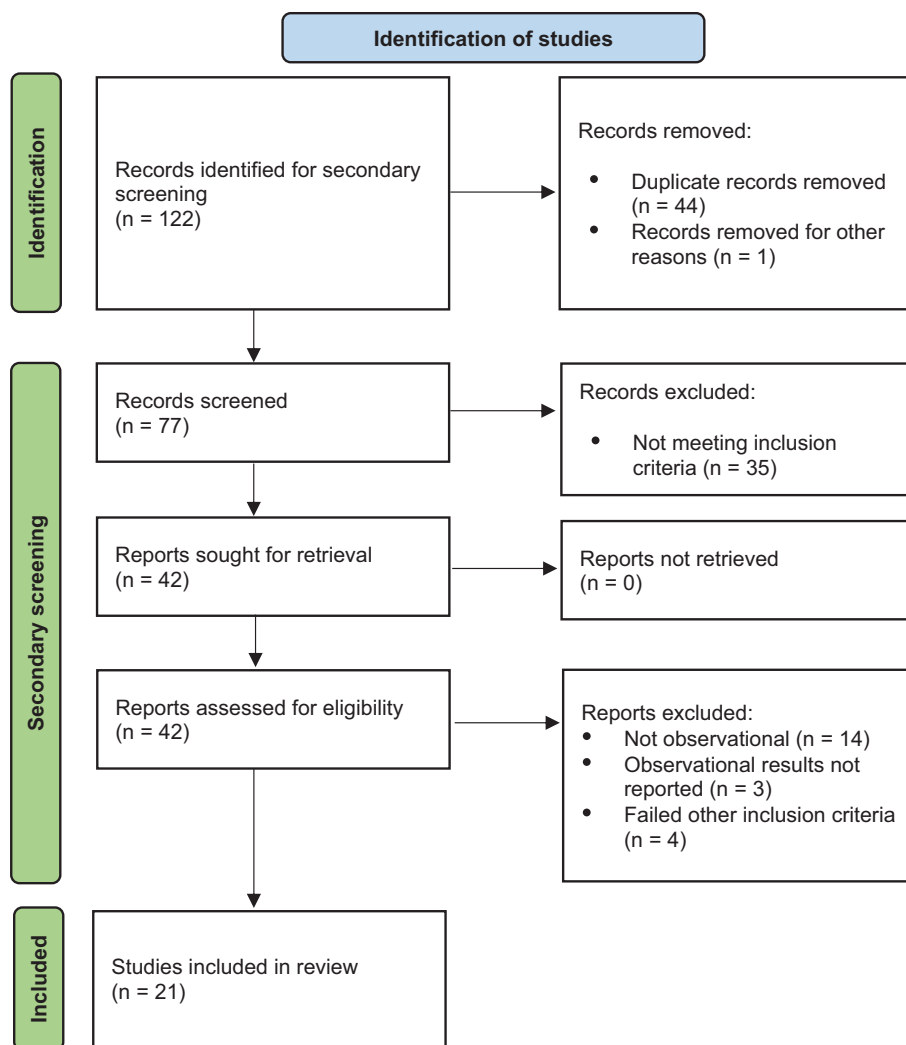 Identification of studies
Identification
Records identified for secondary
screening
(n = 122)
Records removed:
• Duplicate records removed
(n = 44)
• Records removed for other
reasons (n = 1)
Secondary screening
Records screened
(n = 77)
Records excluded:
• Not meeting inclusion
criteria (n = 35)
Reports sought for retrieval
(n = 42)
Reports not retrieved
(n = 0)
Reports assessed for eligibility
(n = 42)
Reports excluded:
• Not observational (n = 14)
• Observational results not
reported (n = 3)
• Failed other inclusion criteria
(n = 4)
Included
Studies included in review
(n = 21)